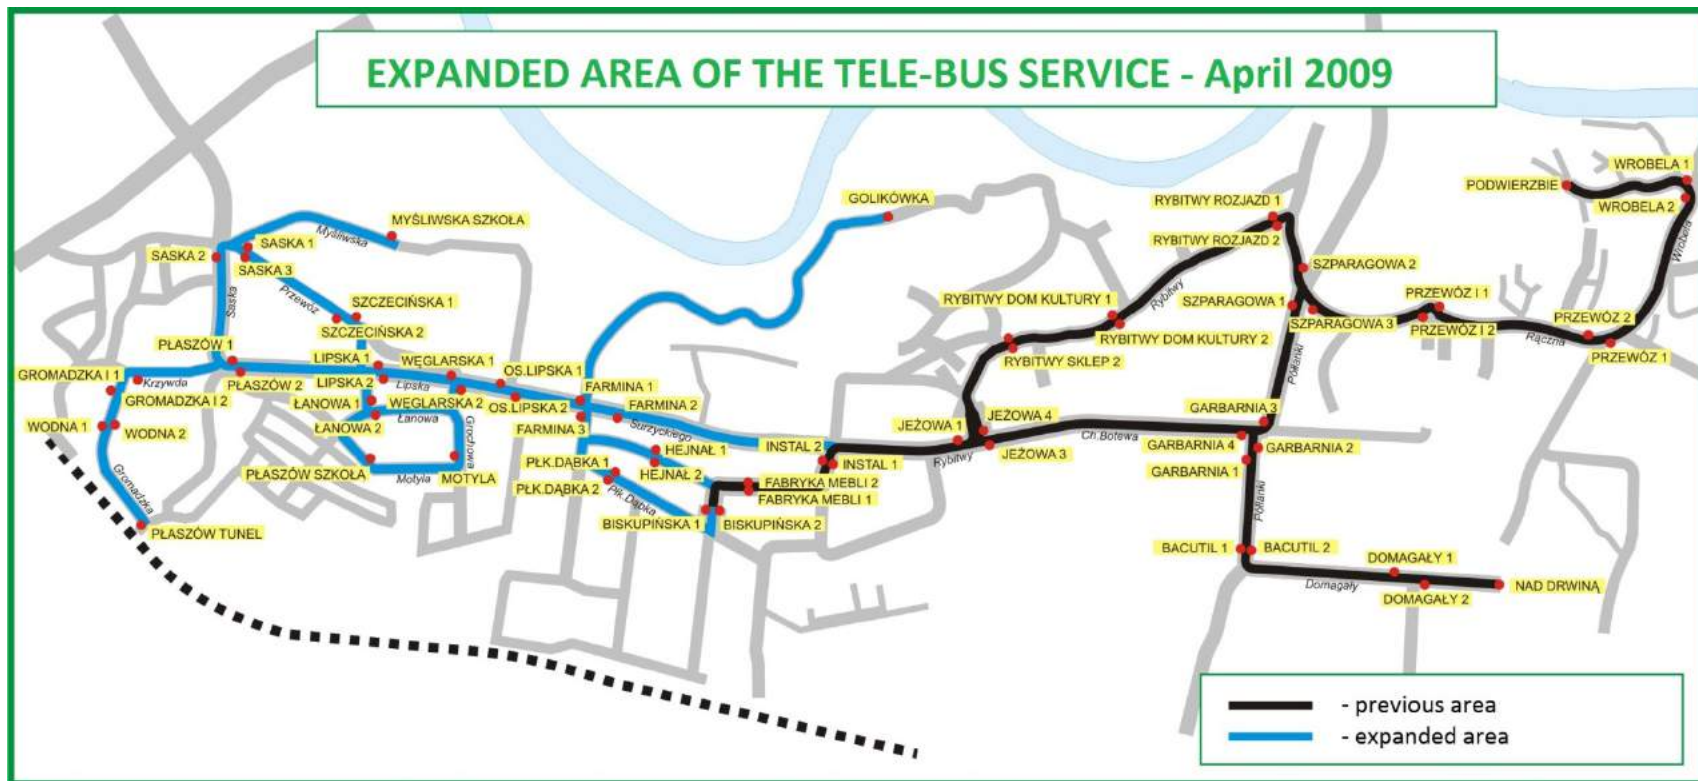 EXPANDED AREA OF THE TELE-BUS SERVICE - April 2009
WROBELA 1
PODWIERZBIE
WROBELA 2
Wrobela
GOLIKÓWKA
RYBITWY ROZJAZD 1
RYBITWY ROZJAZD 2
MYŚLIWSKA SZKOŁA
Myśliwska
SASKA 1
SASKA 2
SASKA 3
Saska
Przewóz
SZPARAGOWA 2
SZCZECIŃSKA 1
SZCZECIŃSKA 2
RYBITWY DOM KULTURY 1
Rybitwy
SZPARAGOWA 1
PRZEWÓZ I 1
SZPARAGOWA 3
PRZEWÓZ I 2
PRZEWÓZ 2
Rączna
PRZEWÓZ 1
RYBITWY DOM KULTURY 2
RYBITWY SKLEP 2
Półłanki
PŁASZÓW 1
LIPSKA 1
WĘGLARSKA 1
OS.LIPSKA 1
GROMADZKA I 1
Krzywda
PŁASZÓW 2
LIPSKA 2
Lipska
FARMINA 1
GROMADZKA I 2
ŁANOWA 1
WĘGLARSKA 2
OS.LIPSKA 2
FARMINA 2
WODNA 1
WODNA 2
ŁANOWA 2
Łanowa
Grochowa
FARMINA 3
Surzyckiego
JEŻOWA 1
JEŻOWA 4
GARBARNIA 3
Ch.Botewa
INSTAL 2
HEJNAŁ 1
JEŻOWA 3
GARBARNIA 4
GARBARNIA 2
PŁASZÓW SZKOŁA
Motyla
MOTYLA
PŁK.DĄBKA 1
HEJNAŁ 2
INSTAL 1
Rybitwy
GARBARNIA 1
Gromadzka
PŁK.DĄBKA 2
Płk.Dąbka
FABRYKA MEBLI 2
FABRYKA MEBLI 1
Półłanki
PŁASZÓW TUNEL
BISKUPIŃSKA 1
BISKUPIŃSKA 2
BACUTIL 1
BACUTIL 2
DOMAGAŁY 1
Domagały
DOMAGAŁY 2
NAD DRWINĄ
- previous area
- expanded area